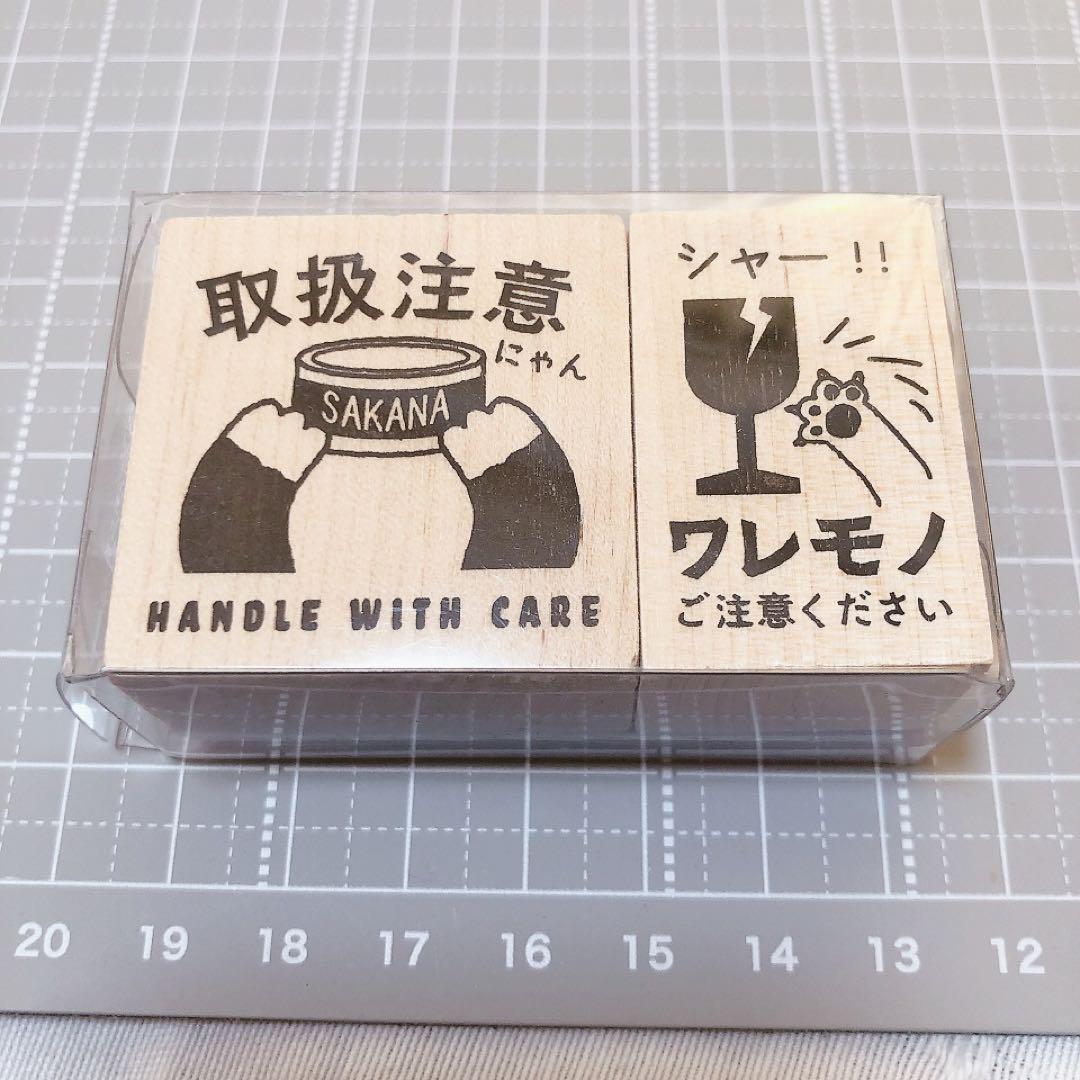 取扱注意
にゃん
SAKANA
HANDLE WITH CARE
シャー!!
ワレモノ
ご注意ください
20 19 18 17 16 15 14 13 12